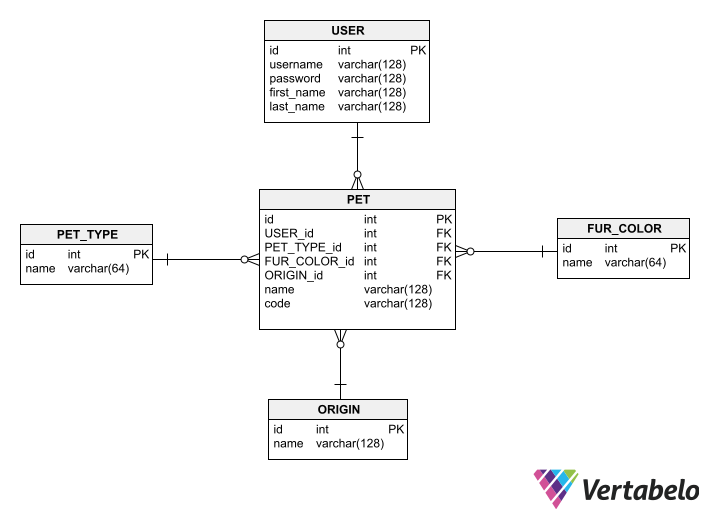 USER
id int PK
username varchar(128)
password varchar(128)
first_name varchar(128)
last_name varchar(128)
PET
id int PK
USER_id int FK
PET_TYPE_id int FK
FUR_COLOR_id int FK
ORIGIN_id int FK
name varchar(128)
code varchar(128)
PET_TYPE
id int PK
name varchar(64)
FUR_COLOR
id int PK
name varchar(64)
ORIGIN
id int PK
name varchar(128)
Vertabelo